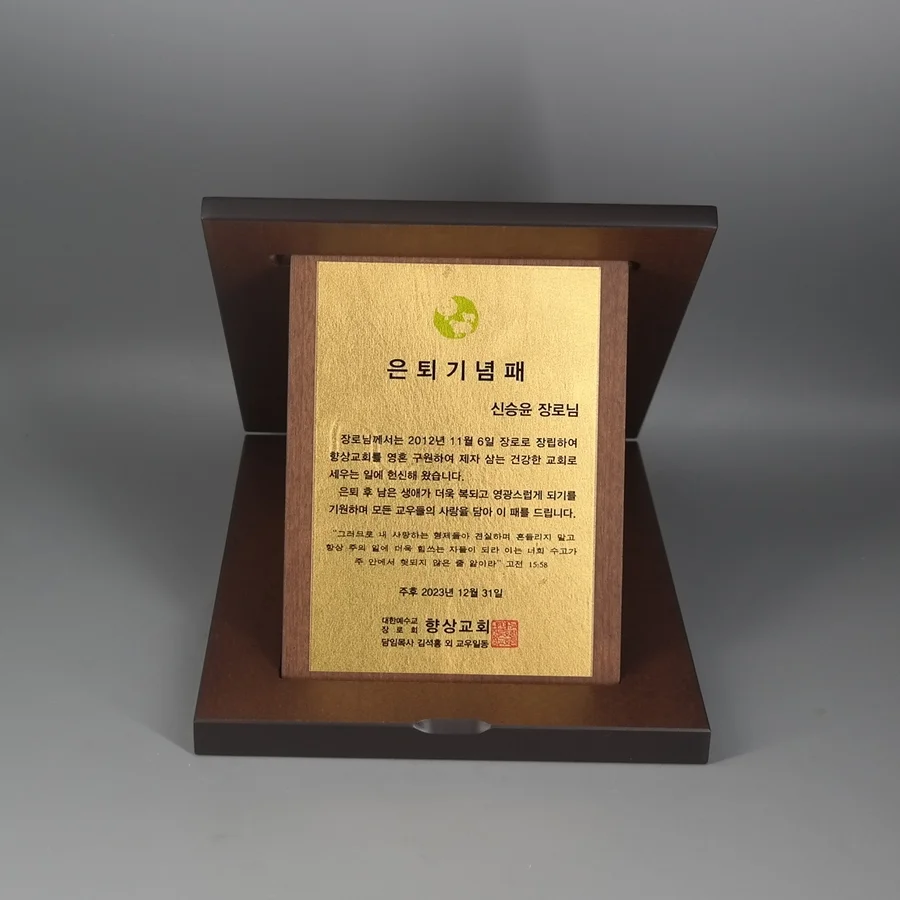 은퇴기념패
신승윤 장로님
장로님께서는 2012년 11월 6일 장로로 장립하여
향상교회를 영혼 구원하여 제자 삼는 건강한 교회로
세우는 일에 헌신해 왔습니다.
은퇴 후 남은 생애가 더욱 복되고 영광스럽게 되기를
기원하며 모든 교우들의 사랑을 담아 이 패를 드립니다.
"그러므로 내 사랑하는 형제들아 견실하며 흔들리지 말고
항상 주의 일에 더욱 힘쓰는 자들이 되라 이는 너희 수고가
주 안에서 헛되지 않은 줄 앎이라" 고전 15:58
주후 2023년 12월 31일
대한예수교
장로회 향상교회
담임목사 김석홍 외 교우일동